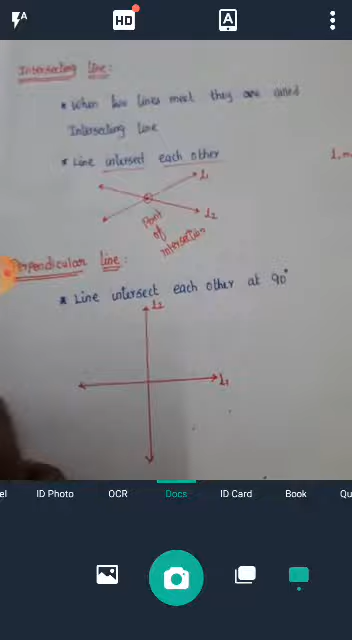 HD
A
A
Intersecting line:
* When two lines meet they are called
Intersecting line
* Line intersect each other
l1
l, m
l2
Point
of
intersection
Perpendicular line:
* Line intersect each other at 90°
l2
l1
ID Photo
OCR
Docs
ID Card
Book